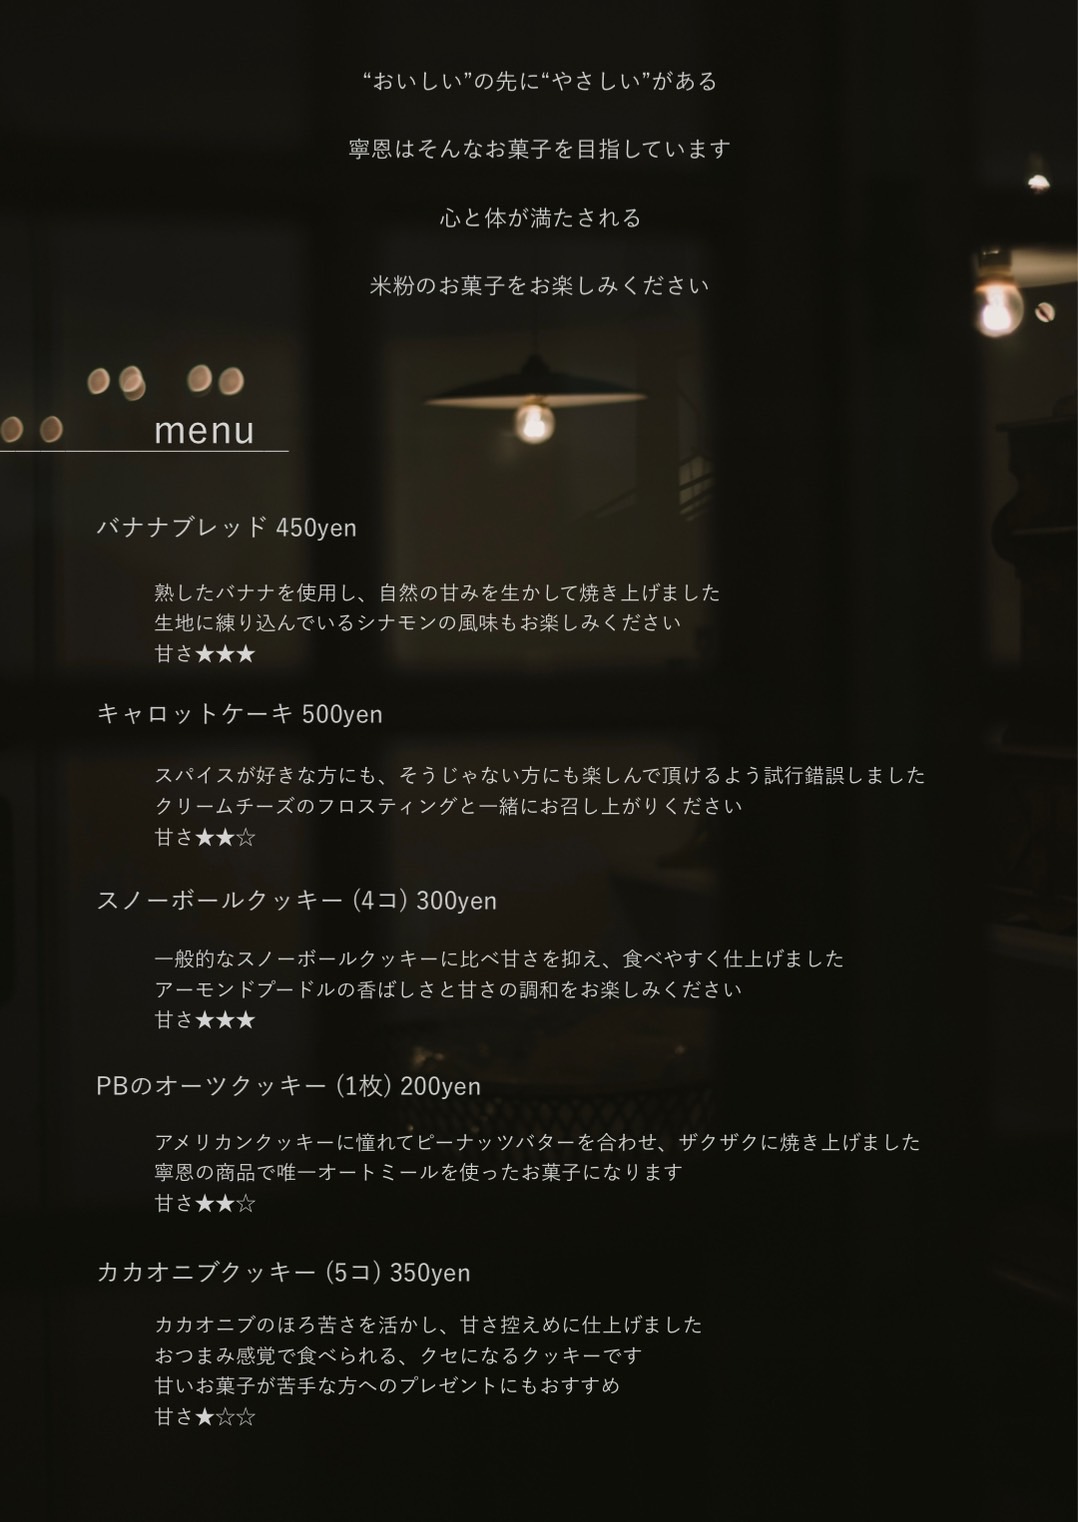 “おいしい”の先に“やさしい”がある
寧恩はそんなお菓子を目指しています
心と体が満たされる
米粉のお菓子をお楽しみください
menu
バナナブレッド 450yen
熟したバナナを使用し、自然の甘みを生かして焼き上げました
生地に練り込んでいるシナモンの風味もお楽しみください
甘さ★★★
キャロットケーキ 500yen
スパイスが好きな方にも、そうじゃない方にも楽しんで頂けるよう試行錯誤しました
クリームチーズのフロスティングと一緒にお召し上がりください
甘さ★★☆
スノーボールクッキー (4コ) 300yen
一般的なスノーボールクッキーに比べ甘さを抑え、食べやすく仕上げました
アーモンドプードルの香ばしさと甘さの調和をお楽しみください
甘さ★★★
PBのオーツクッキー (1枚) 200yen
アメリカンクッキーに憧れてピーナッツバターを合わせ、ザクザクに焼き上げました
寧恩の商品で唯一オートミールを使ったお菓子になります
甘さ★★☆
カカオニブクッキー (5コ) 350yen
カカオニブのほろ苦さを活かし、甘さ控えめに仕上げました
おつまみ感覚で食べられる、クセになるクッキーです
甘いお菓子が苦手な方へのプレゼントにもおすすめ
甘さ★☆☆